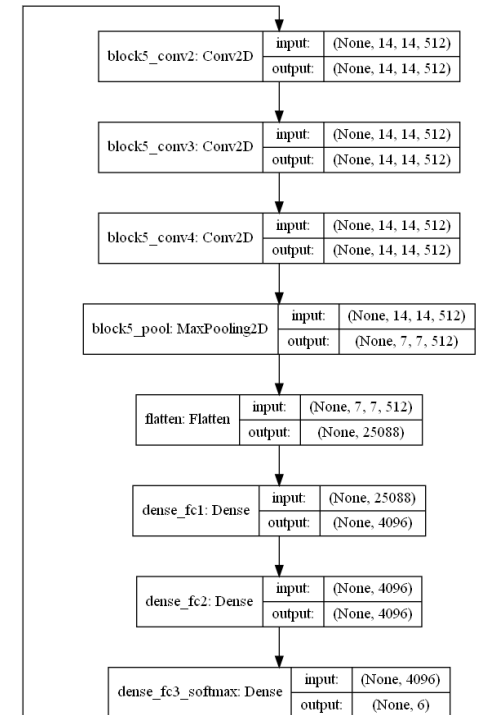 block5_conv2: Conv2D
input: (None, 14, 14, 512)
output: (None, 14, 14, 512)
block5_conv3: Conv2D
input: (None, 14, 14, 512)
output: (None, 14, 14, 512)
block5_conv4: Conv2D
input: (None, 14, 14, 512)
output: (None, 14, 14, 512)
block5_pool: MaxPooling2D
input: (None, 14, 14, 512)
output: (None, 7, 7, 512)
flatten: Flatten
input: (None, 7, 7, 512)
output: (None, 25088)
dense_fc1: Dense
input: (None, 25088)
output: (None, 4096)
dense_fc2: Dense
input: (None, 4096)
output: (None, 4096)
dense_fc3_softmax: Dense
input: (None, 4096)
output: (None, 6)